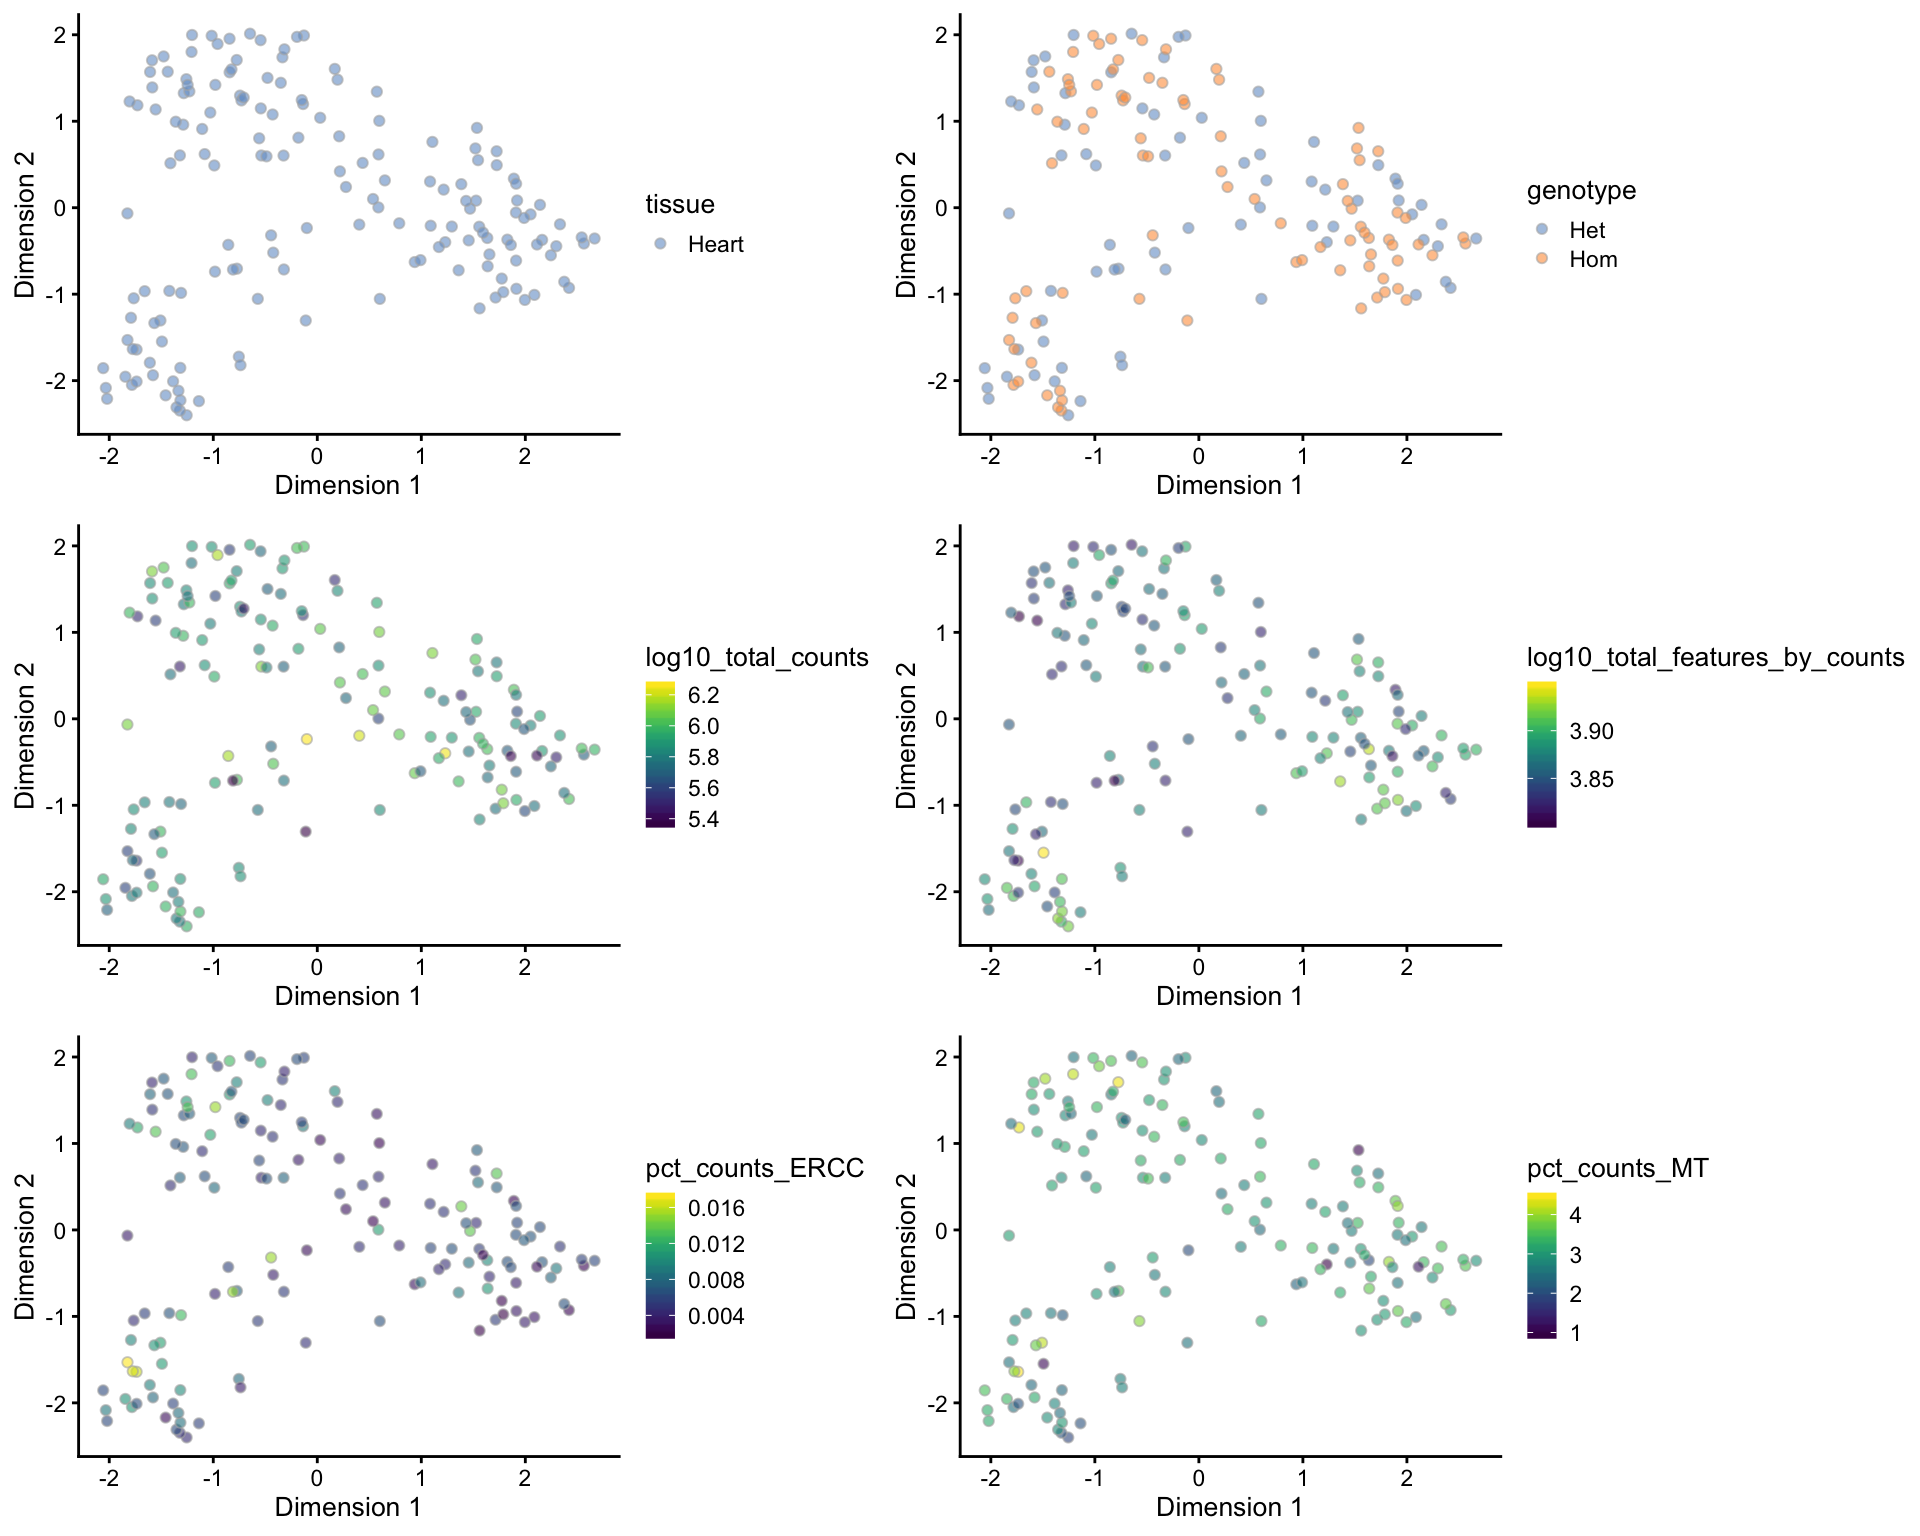 2
1
0
-1
-2
Dimension 2
-2 -1 0 1 2
Dimension 1
tissue
Heart
2
1
0
-1
-2
Dimension 2
-2 -1 0 1 2
Dimension 1
genotype
Het
Hom
2
1
0
-1
-2
Dimension 2
-2 -1 0 1 2
Dimension 1
log10_total_counts
6.2
6.0
5.8
5.6
5.4
2
1
0
-1
-2
Dimension 2
-2 -1 0 1 2
Dimension 1
log10_total_features_by_counts
3.90
3.85
2
1
0
-1
-2
Dimension 2
-2 -1 0 1 2
Dimension 1
pct_counts_ERCC
0.016
0.012
0.008
0.004
2
1
0
-1
-2
Dimension 2
-2 -1 0 1 2
Dimension 1
pct_counts_MT
4
3
2
1